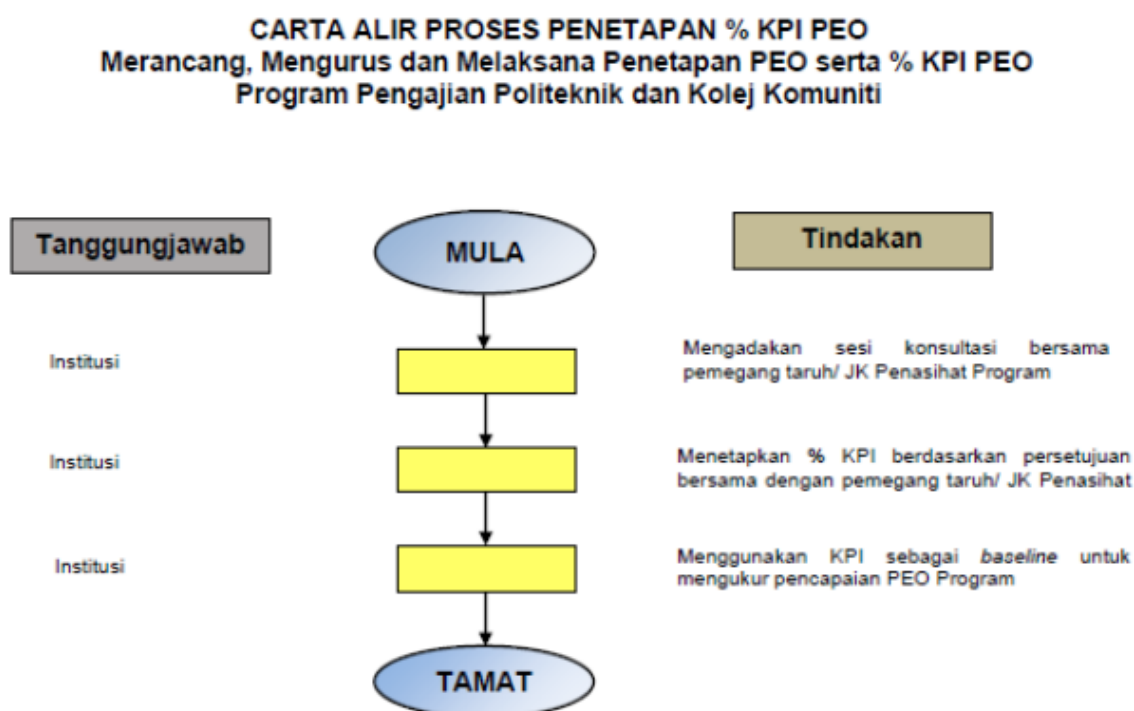 CARTA ALIR PROSES PENETAPAN % KPI PEO
Merancang, Mengurus dan Melaksana Penetapan PEO serta % KPI PEO
Program Pengajian Politeknik dan Kolej Komuniti
Tanggungjawab
MULA
Tindakan
Institusi
Mengadakan sesi konsultasi bersama
pemegang taruh/ JK Penasihat Program
Institusi
Menetapkan % KPI berdasarkan persetujuan
bersama dengan pemegang taruh/ JK Penasihat
Institusi
Menggunakan KPI sebagai baseline untuk
mengukur pencapaian PEO Program
TAMAT